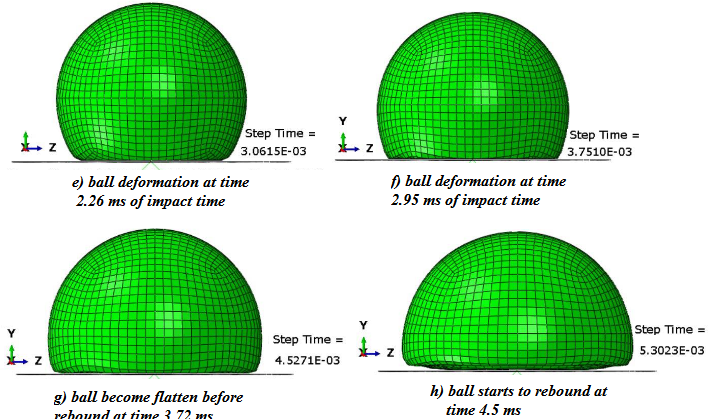 Step Time =
3.0615E-03
Z
e) ball deformation at time
2.26 ms of impact time
Y
Step Time =
3.7510E-03
Z
f) ball deformation at time
2.95 ms of impact time
Y
Step Time =
4.5271E-03
Z
g) ball become flatten before
rebound at time 3.72 ms
Y
Step Time =
5.3023E-03
Z
h) ball starts to rebound at
time 4.5 ms